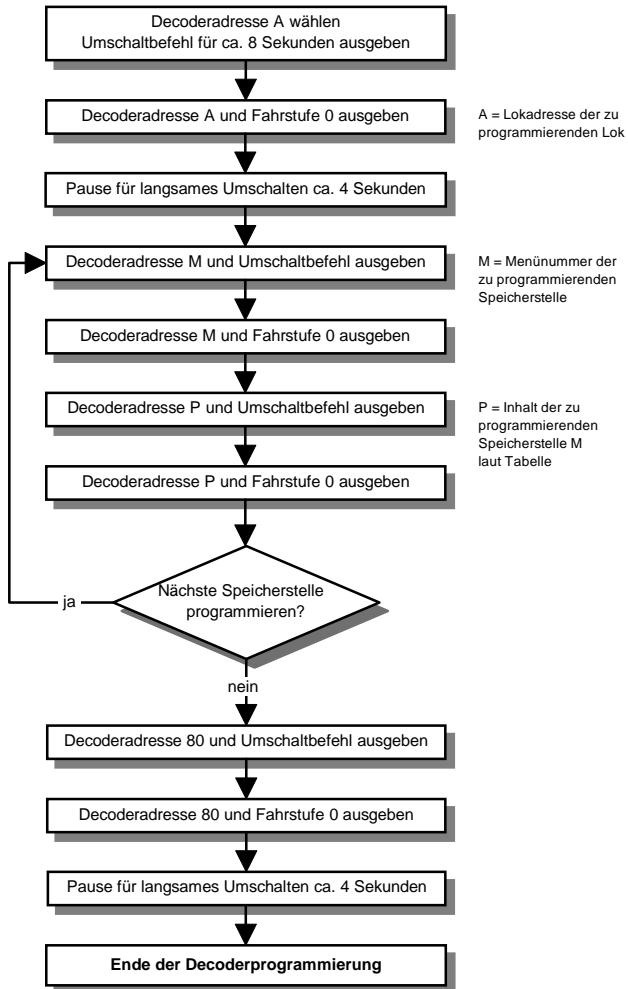 Decoderadresse A wählen
Umschaltbefehl für ca. 8 Sekunden ausgeben
Decoderadresse A und Fahrstufe 0 ausgeben
A = Lokadresse der zu
programmierenden Lok
Pause für langsames Umschalten ca. 4 Sekunden
Decoderadresse M und Umschaltbefehl ausgeben
M = Menünummer der
zu programmierenden
Speicherstelle
Decoderadresse M und Fahrstufe 0 ausgeben
Decoderadresse P und Umschaltbefehl ausgeben
P = Inhalt der zu
programmierenden
Speicherstelle M
laut Tabelle
Decoderadresse P und Fahrstufe 0 ausgeben
Nächste Speicherstelle
programmieren?
ja
nein
Decoderadresse 80 und Umschaltbefehl ausgeben
Decoderadresse 80 und Fahrstufe 0 ausgeben
Pause für langsames Umschalten ca. 4 Sekunden
Ende der Decoderprogrammierung